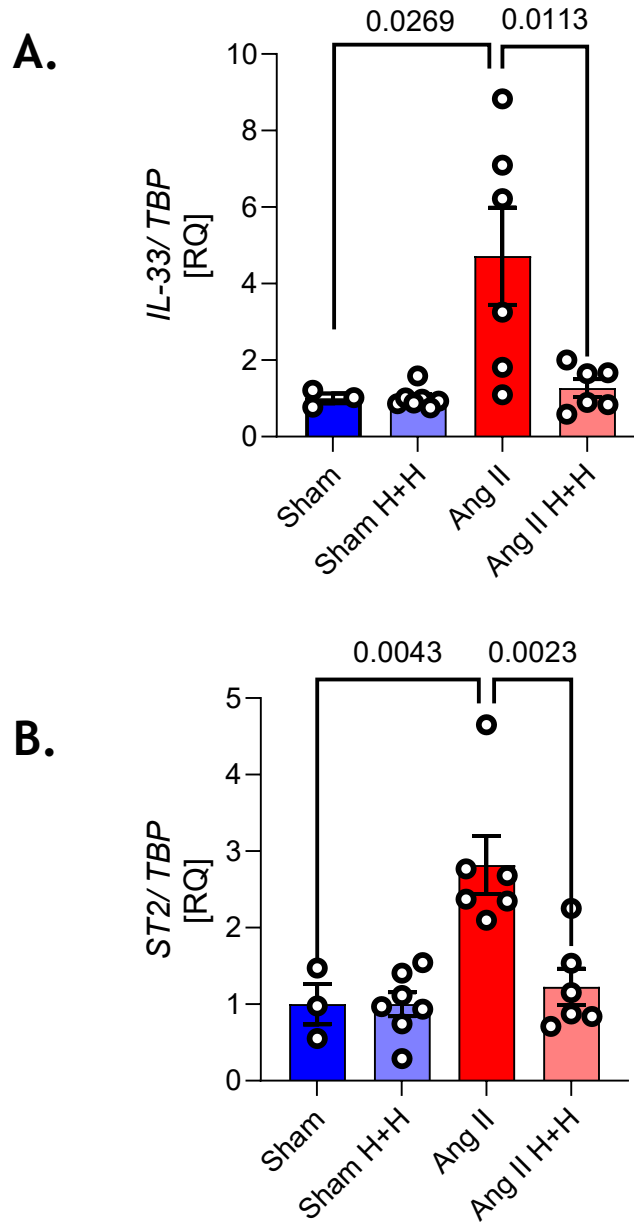 A.
0.0269
0.0113
IL-33/ TBP
[RQ]
10
8
6
4
2
0
Sham
Sham H+H
Ang II
Ang II H+H
B.
0.0043
0.0023
ST2/ TBP
[RQ]
5
4
3
2
1
0
Sham
Sham H+H
Ang II
Ang II H+H